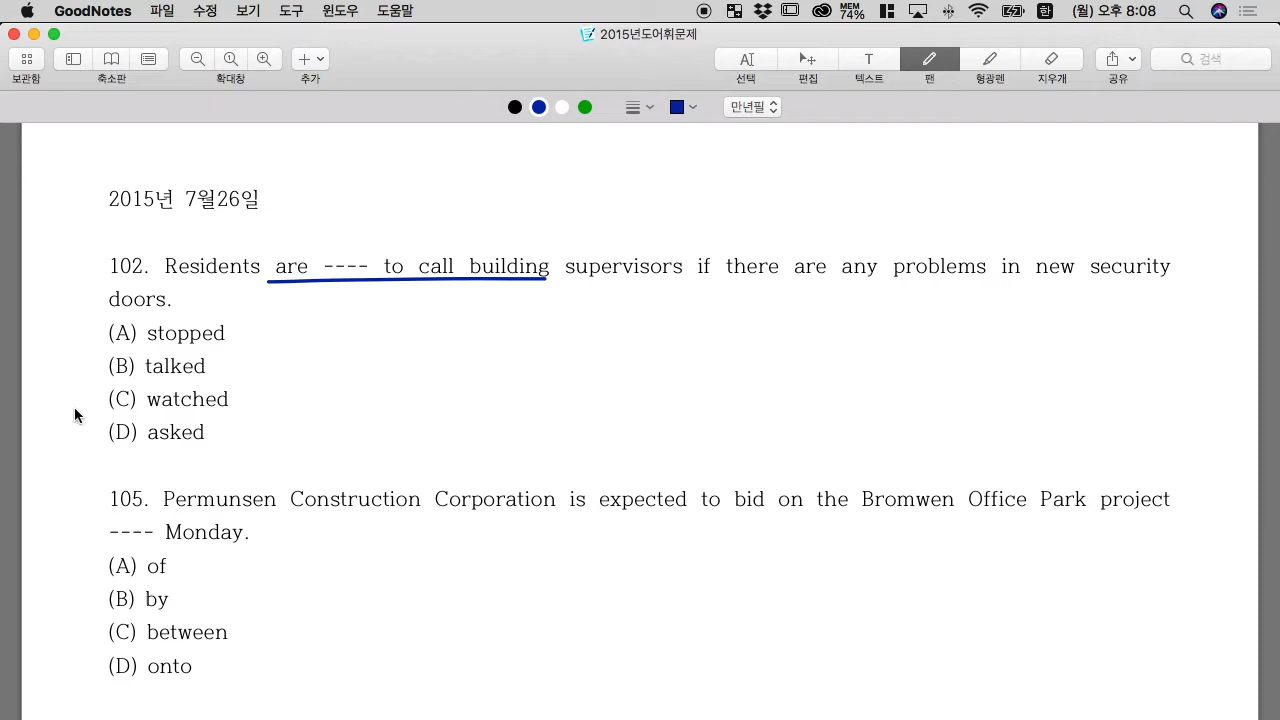 GoodNotes 파일 수정 보기 도구 윈도우 도움말 MEM 74% 한 (월) 오후 8:08
2015년도어휘문제
보관함 축소판 확대창 추가 선택 편집 T 텍스트 펜 형광펜 지우개 공유 검색
만년필
2015년 7월26일
102. Residents are ---- to call building supervisors if there are any problems in new security
doors.
(A) stopped
(B) talked
(C) watched
(D) asked
105. Permunsen Construction Corporation is expected to bid on the Bromwen Office Park project
---- Monday.
(A) of
(B) by
(C) between
(D) onto